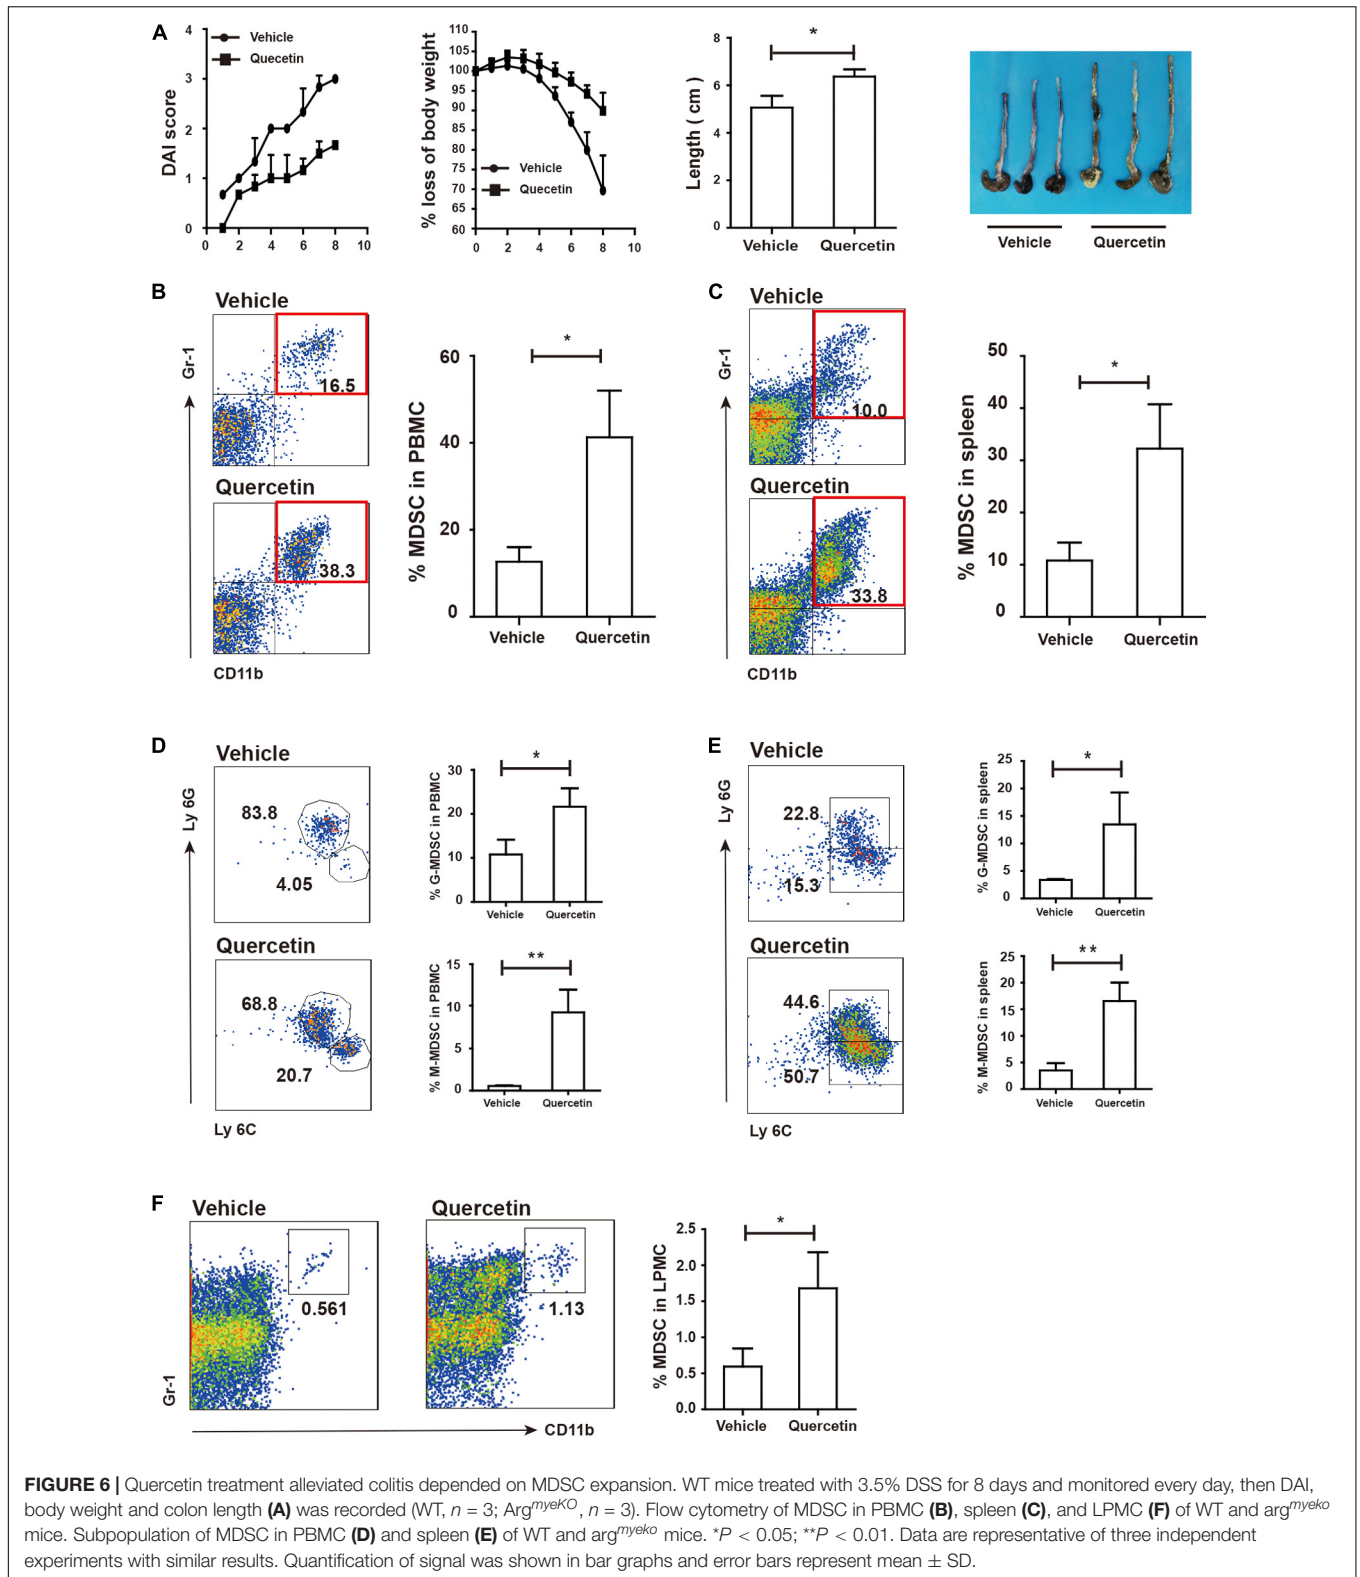 A
4
3
2
1
0
DAI score
Vehicle
Quecetin
0 2 4 6 8 10
110
105
100
95
90
85
80
75
70
65
60
% loss of body weight
Vehicle
Quecetin
0 2 4 6 8 10
8
6
4
2
0
Length ( cm )
*
Vehicle Quercetin
Vehicle Quercetin
B
Vehicle
Gr-1
16.5
Quercetin
38.3
CD11b
60
40
20
0
% MDSC in PBMC
*
Vehicle Quercetin
C
Vehicle
Gr-1
10.0
Quercetin
33.8
CD11b
50
40
30
20
10
0
% MDSC in spleen
*
Vehicle Quercetin
D
Vehicle
Ly 6G
83.8
4.05
Quercetin
68.8
20.7
Ly 6C
30
20
10
0
% G-MDSC in PBMC
*
Vehicle Quercetin
15
10
5
0
% M-MDSC in PBMC
**
Vehicle Quercetin
E
Vehicle
Ly 6G
22.8
15.3
Quercetin
44.6
50.7
Ly 6C
25
20
15
10
5
0
% G-MDSC in spleen
*
Vehicle Quercetin
25
20
15
10
5
0
% M-MDSC in spleen
**
Vehicle Quercetin
F
Vehicle
Gr-1
0.561
Quercetin
1.13
CD11b
2.5
2.0
1.5
1.0
0.5
0.0
% MDSC in LPMC
*
Vehicle Quercetin
FIGURE 6 | Quercetin treatment alleviated colitis depended on MDSC expansion. WT mice treated with 3.5% DSS for 8 days and monitored every day, then DAI,
body weight and colon length (A) was recorded (WT, n = 3; Arg^myeKO, n = 3). Flow cytometry of MDSC in PBMC (B), spleen (C), and LPMC (F) of WT and arg^myeko
mice. Subpopulation of MDSC in PBMC (D) and spleen (E) of WT and arg^myeko mice. *P < 0.05; **P < 0.01. Data are representative of three independent
experiments with similar results. Quantification of signal was shown in bar graphs and error bars represent mean ± SD.